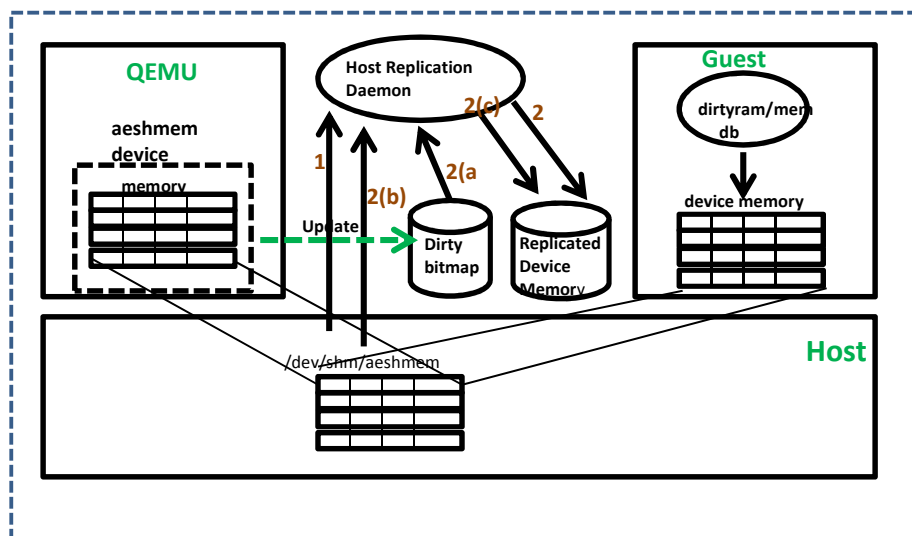 QEMU
aeshmem
device
memory
Host Replication
Daemon
1
2(b)
2(a
2(c)
2
Update
Dirty
bitmap
Replicated
Device
Memory
Guest
dirtyram/mem
db
device memory
Host
/dev/shm/aeshmem